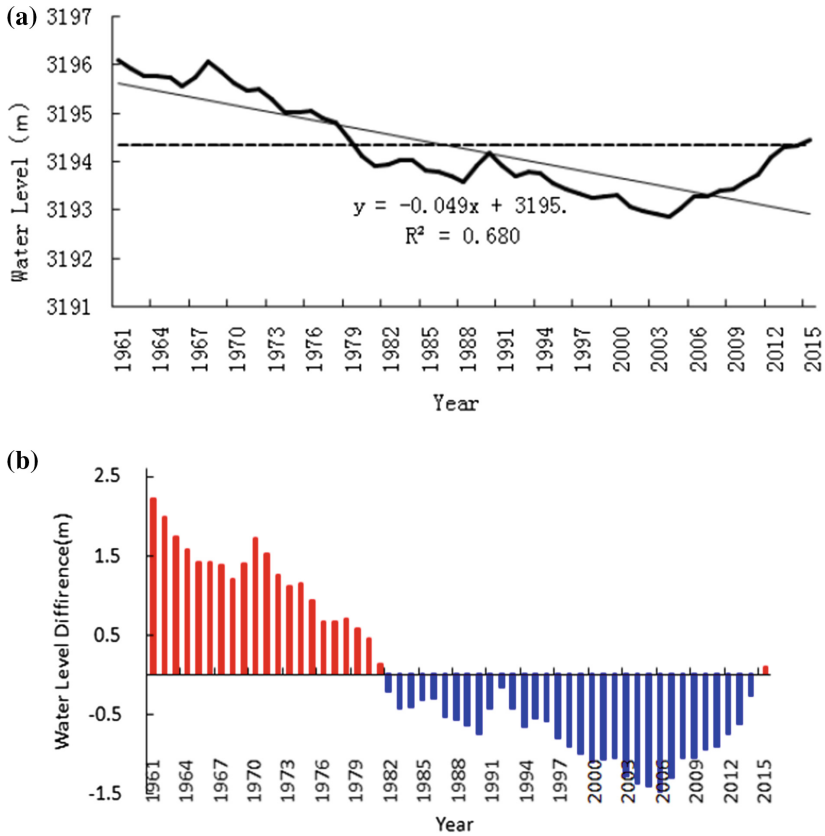 (a)
3197
3196
3195
3194
3193
3192
3191
Water Level (m)
y = -0.049x + 3195.
R² = 0.680
1961 1964 1967 1970 1973 1976 1979 1982 1985 1988 1991 1994 1997 2000 2003 2006 2009 2012 2015
Year
(b)
2.5
1.5
0.5
-0.5
-1.5
Water Level Diffirence(m)
1961 1964 1967 1970 1973 1976 1979 1982 1985 1988 1991 1994 1997 2000 2003 2006 2009 2012 2015
Year